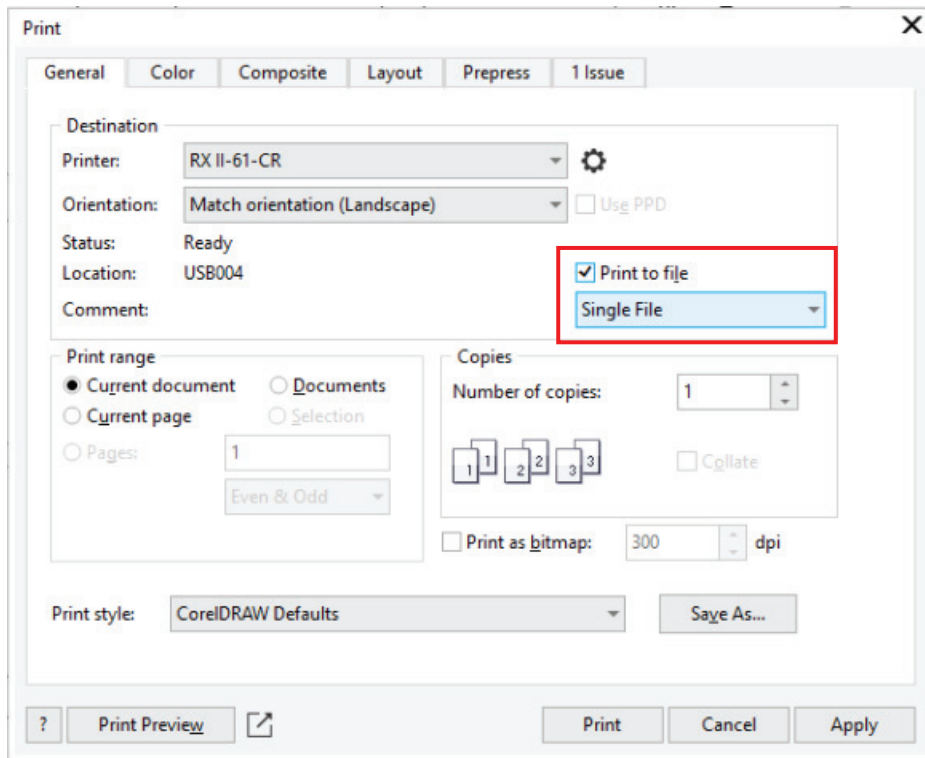 Print
General Color Composite Layout Prepress 1 Issue
Destination
Printer: RX II-61-CR
Orientation: Match orientation (Landscape) Use PPD
Status: Ready
Location: USB004 Print to file
Comment: Single File
Print range
Current document Documents
Current page Selection
Pages: 1
Even & Odd
Copies
Number of copies: 1
1 1 2 2 3 3
Collate
Print as bitmap: 300 dpi
Print style: CorelDRAW Defaults Save As...
? Print Preview Print Cancel Apply